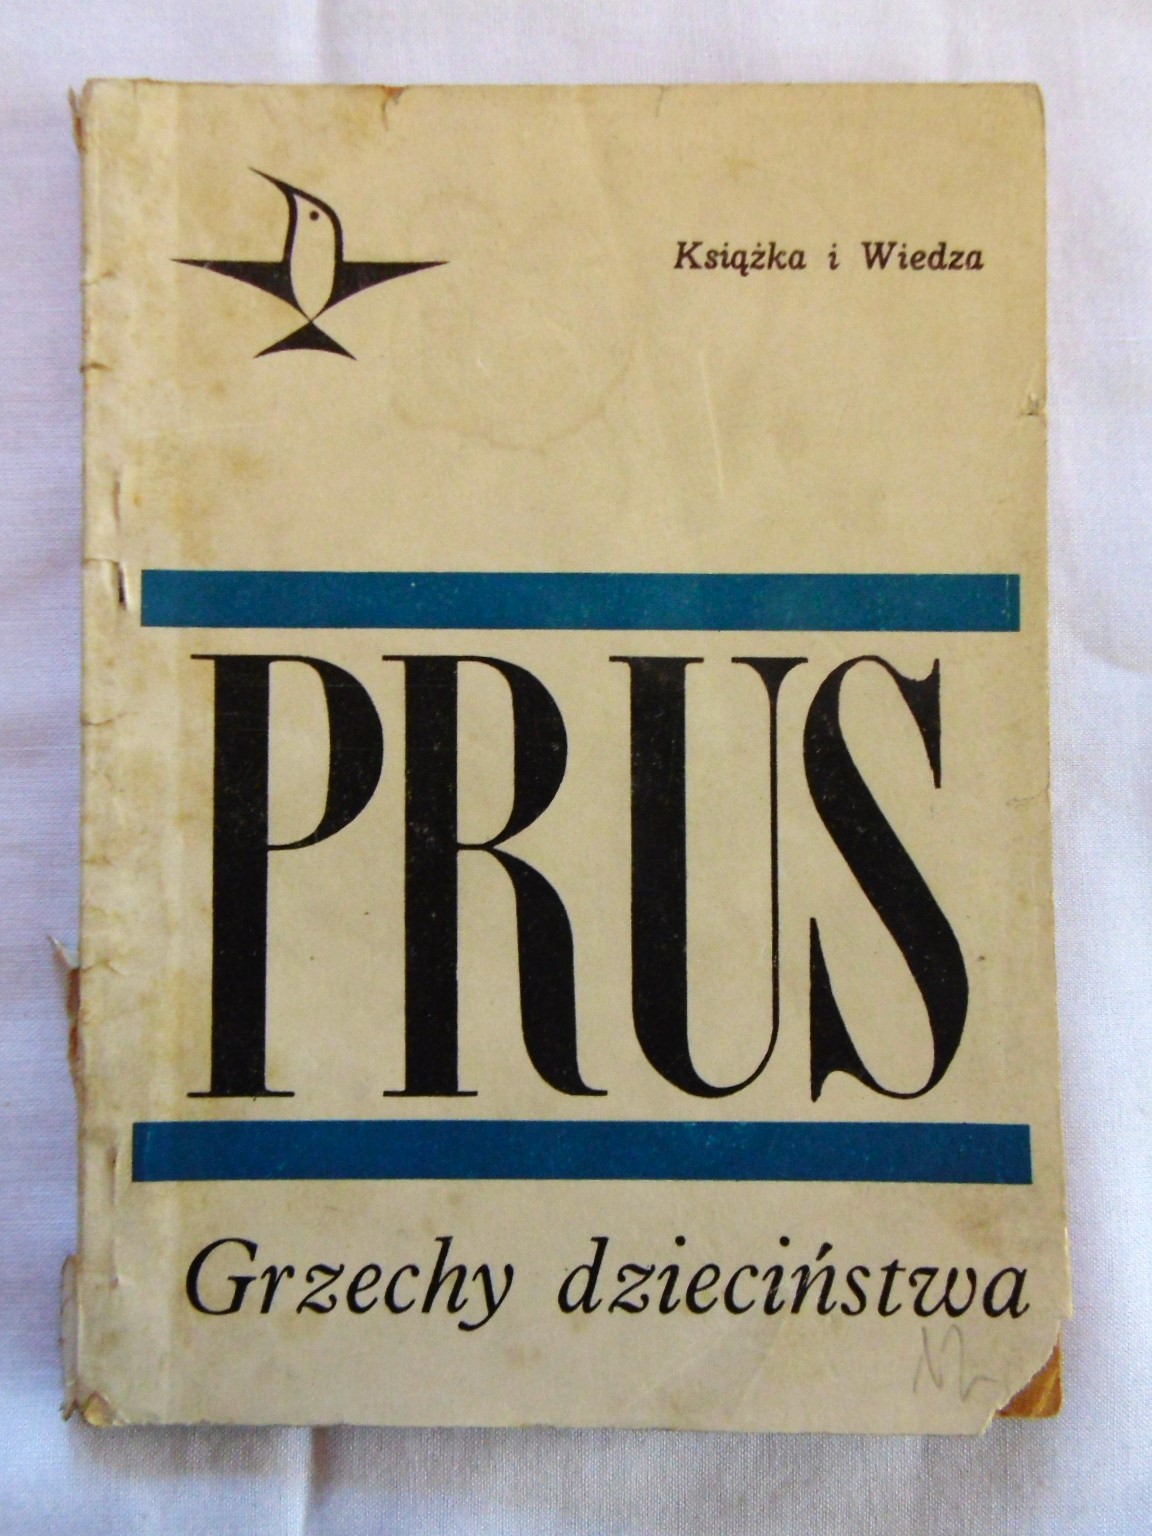 Książka i Wiedza
PRUS
Grzechy dzieciństwa